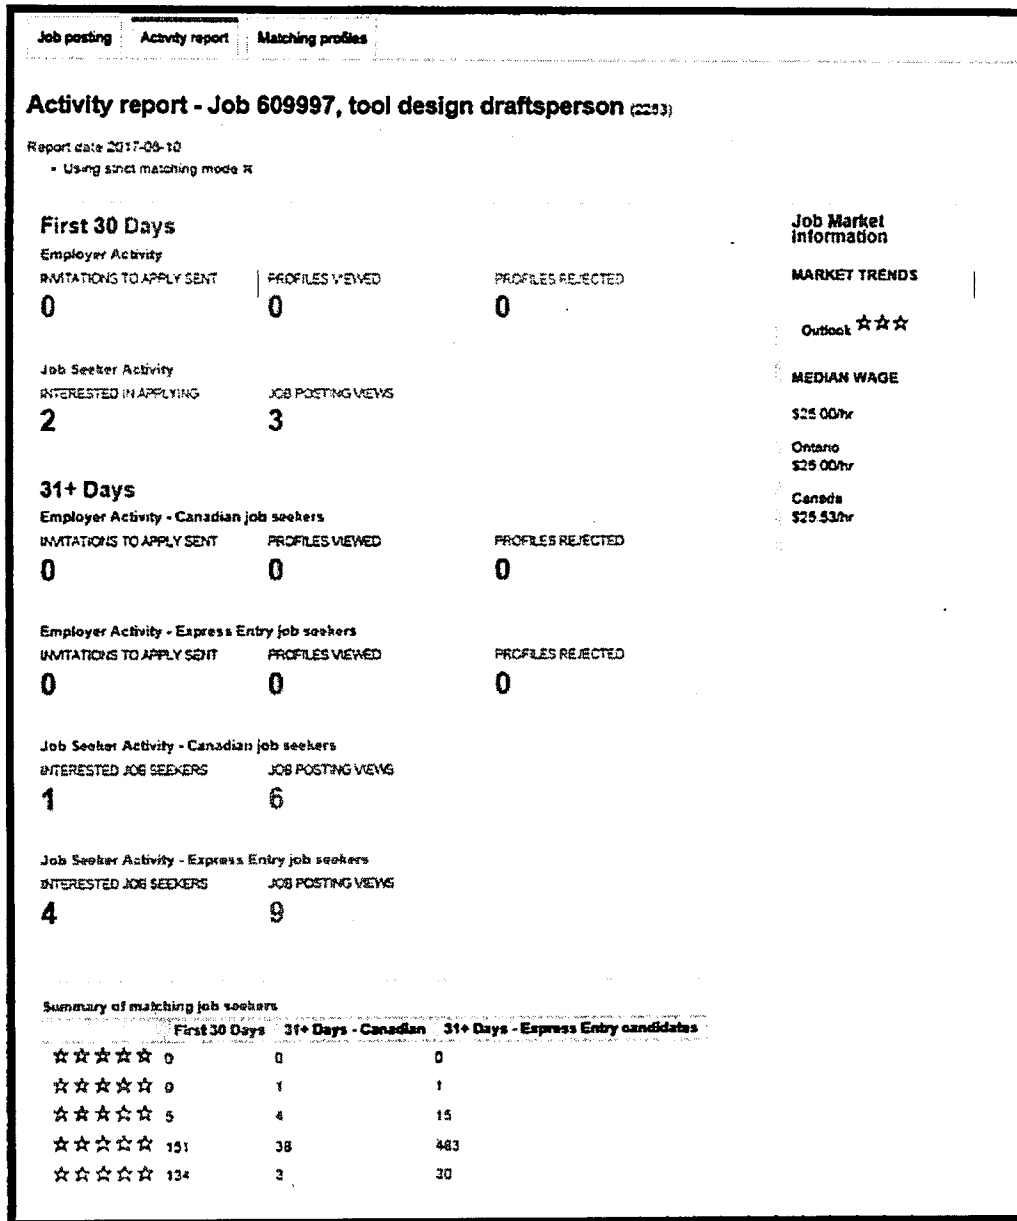 Job posting Activity report Matching profiles
Activity report - Job 609997, tool design draftsperson (2253)
Report date 2017-08-10
- Using strict matching mode
First 30 Days
Employer Activity
INVITATIONS TO APPLY SENT PROFILES VIEWED PROFILES REJECTED
0 0 0
Job Seeker Activity
INTERESTED IN APPLYING JOB POSTING VIEWS
2 3
31+ Days
Employer Activity - Canadian job seekers
INVITATIONS TO APPLY SENT PROFILES VIEWED PROFILES REJECTED
0 0 0
Employer Activity - Express Entry job seekers
INVITATIONS TO APPLY SENT PROFILES VIEWED PROFILES REJECTED
0 0 0
Job Seeker Activity - Canadian job seekers
INTERESTED JOB SEEKERS JOB POSTING VIEWS
1 6
Job Seeker Activity - Express Entry job seekers
INTERESTED JOB SEEKERS JOB POSTING VIEWS
4 9
Job Market
Information
MARKET TRENDS
Outlook ☆☆☆
MEDIAN WAGE
$25.00/hr
Ontario
$25.00/hr
Canada
$25.53/hr
Summary of matching job seekers
First 30 Days 31+ Days - Canadian 31+ Days - Express Entry candidates
☆☆☆☆☆ 0 0 0
☆☆☆☆☆ 0 1 1
☆☆☆☆☆ 5 4 15
☆☆☆☆☆ 151 38 483
☆☆☆☆☆ 134 3 30